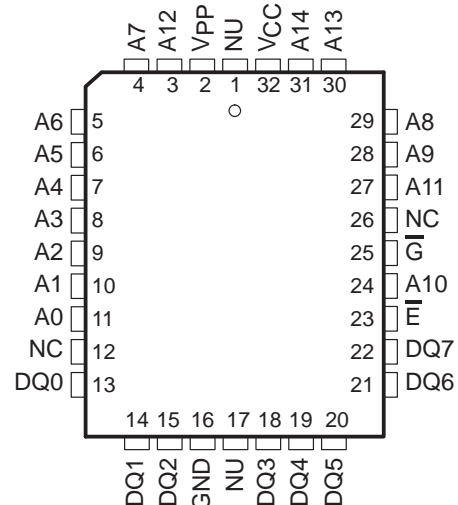 A7 A12 VPP NU VCC A14 A13
4 3 2 1 32 31 30
A6 5 29 A8
A5 6 28 A9
A4 7 27 A11
A3 8 26 NC
A2 9 25 G̅
A1 10 24 A10
A0 11 23 E̅
NC 12 22 DQ7
DQ0 13 21 DQ6
14 15 16 17 18 19 20
DQ1 DQ2 GND NU DQ3 DQ4 DQ5